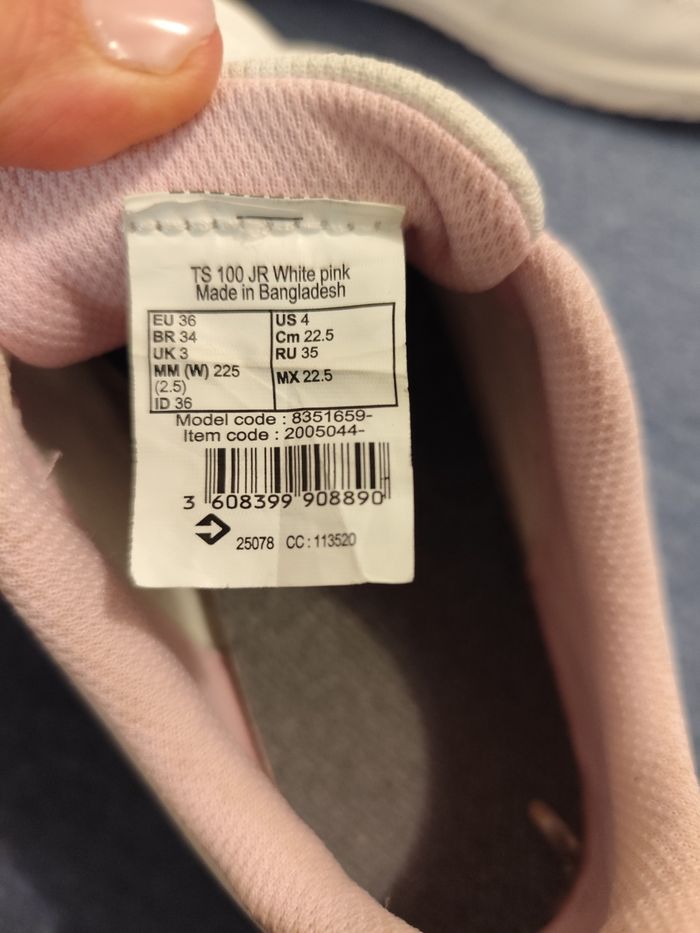 TS 100 JR White pink
Made in Bangladesh
EU 36
BR 34
UK 3
MM (W) 225
(2.5)
ID 36
US 4
Cm 22.5
RU 35
MX 22.5
Model code : 8351659-
Item code : 2005044-
3 608399 908890
25078 CC : 113520